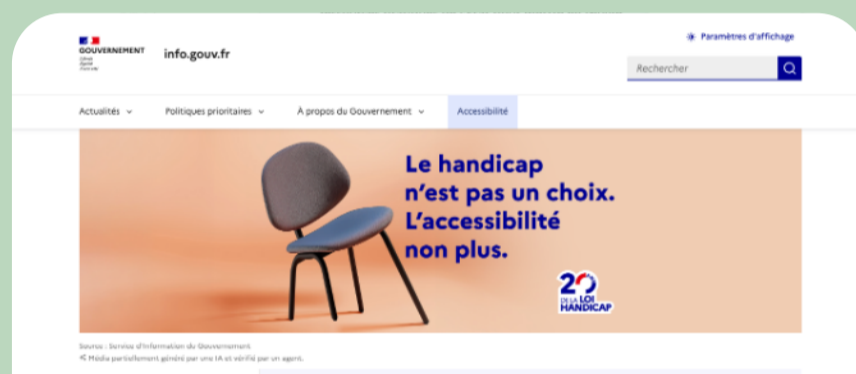 GOUVERNEMENT
info.gouv.fr
Paramètres d'affichage
Rechercher
Actualités
Politiques prioritaires
À propos du Gouvernement
Accessibilité
Le handicap
n'est pas un choix.
L'accessibilité
non plus.
20
DE LA LOI
HANDICAP
Source : Service d'Information du Gouvernement
Média partiellement généré par une IA et vérifié par un agent.